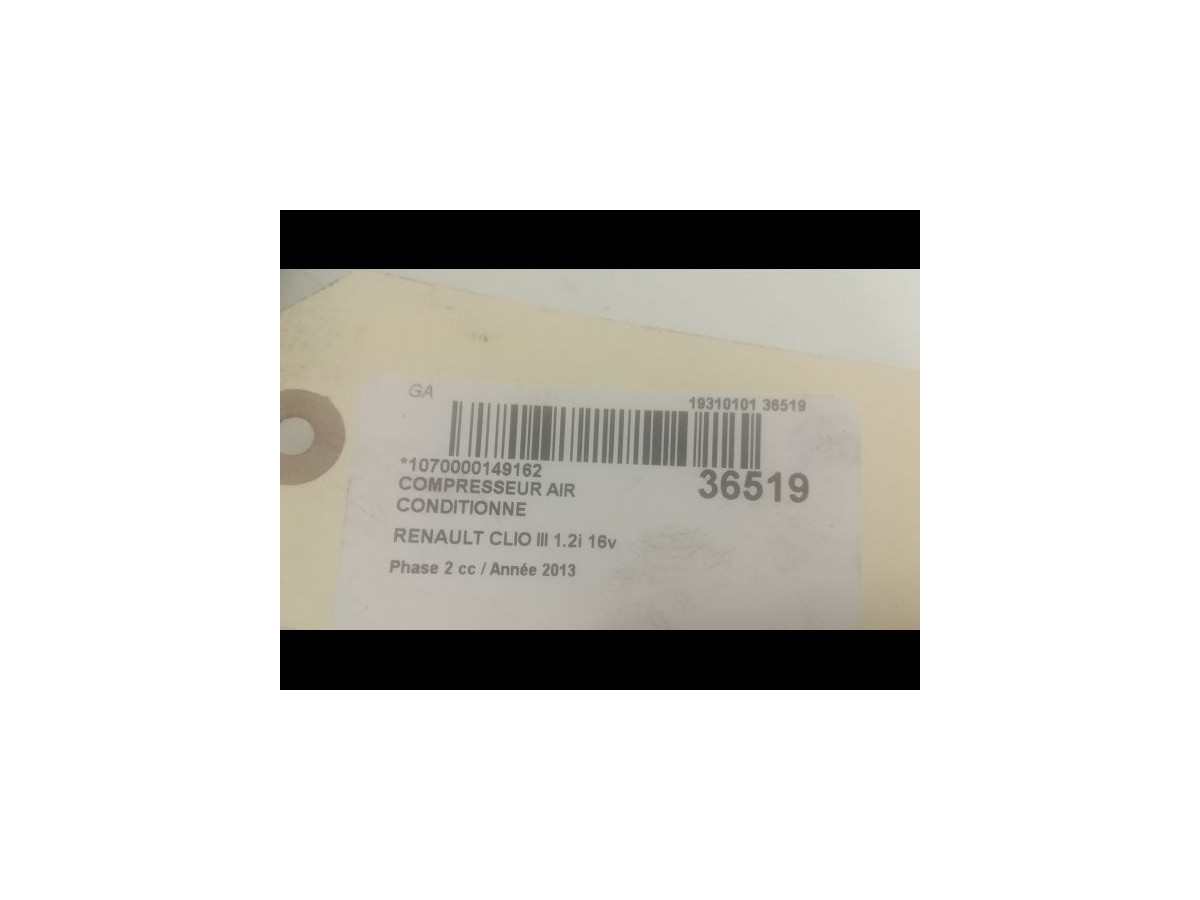 GA
19310101 36519
*1070000149162
36519
COMPRESSEUR AIR
CONDITIONNE
RENAULT CLIO III 1.2i 16v
Phase 2 cc / Année 2013